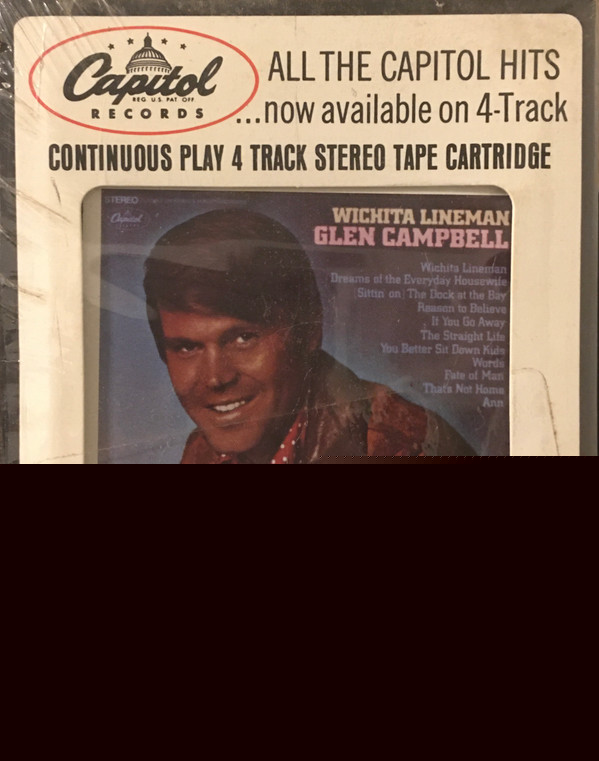 Capitol
REG U.S. PAT OFF
RECORDS
ALL THE CAPITOL HITS
...now available on 4-Track
CONTINUOUS PLAY 4 TRACK STEREO TAPE CARTRIDGE
STEREO
Capitol
WICHITA LINEMAN
GLEN CAMPBELL
Wichita Lineman
Dreams of the Everyday Housewife
(Sittin' on) The Dock of the Bay
Reason to Believe
If You Go Away
The Straight Life
You Better Sit Down Kids
Words
Fate of Man
That's Not Home
Ann